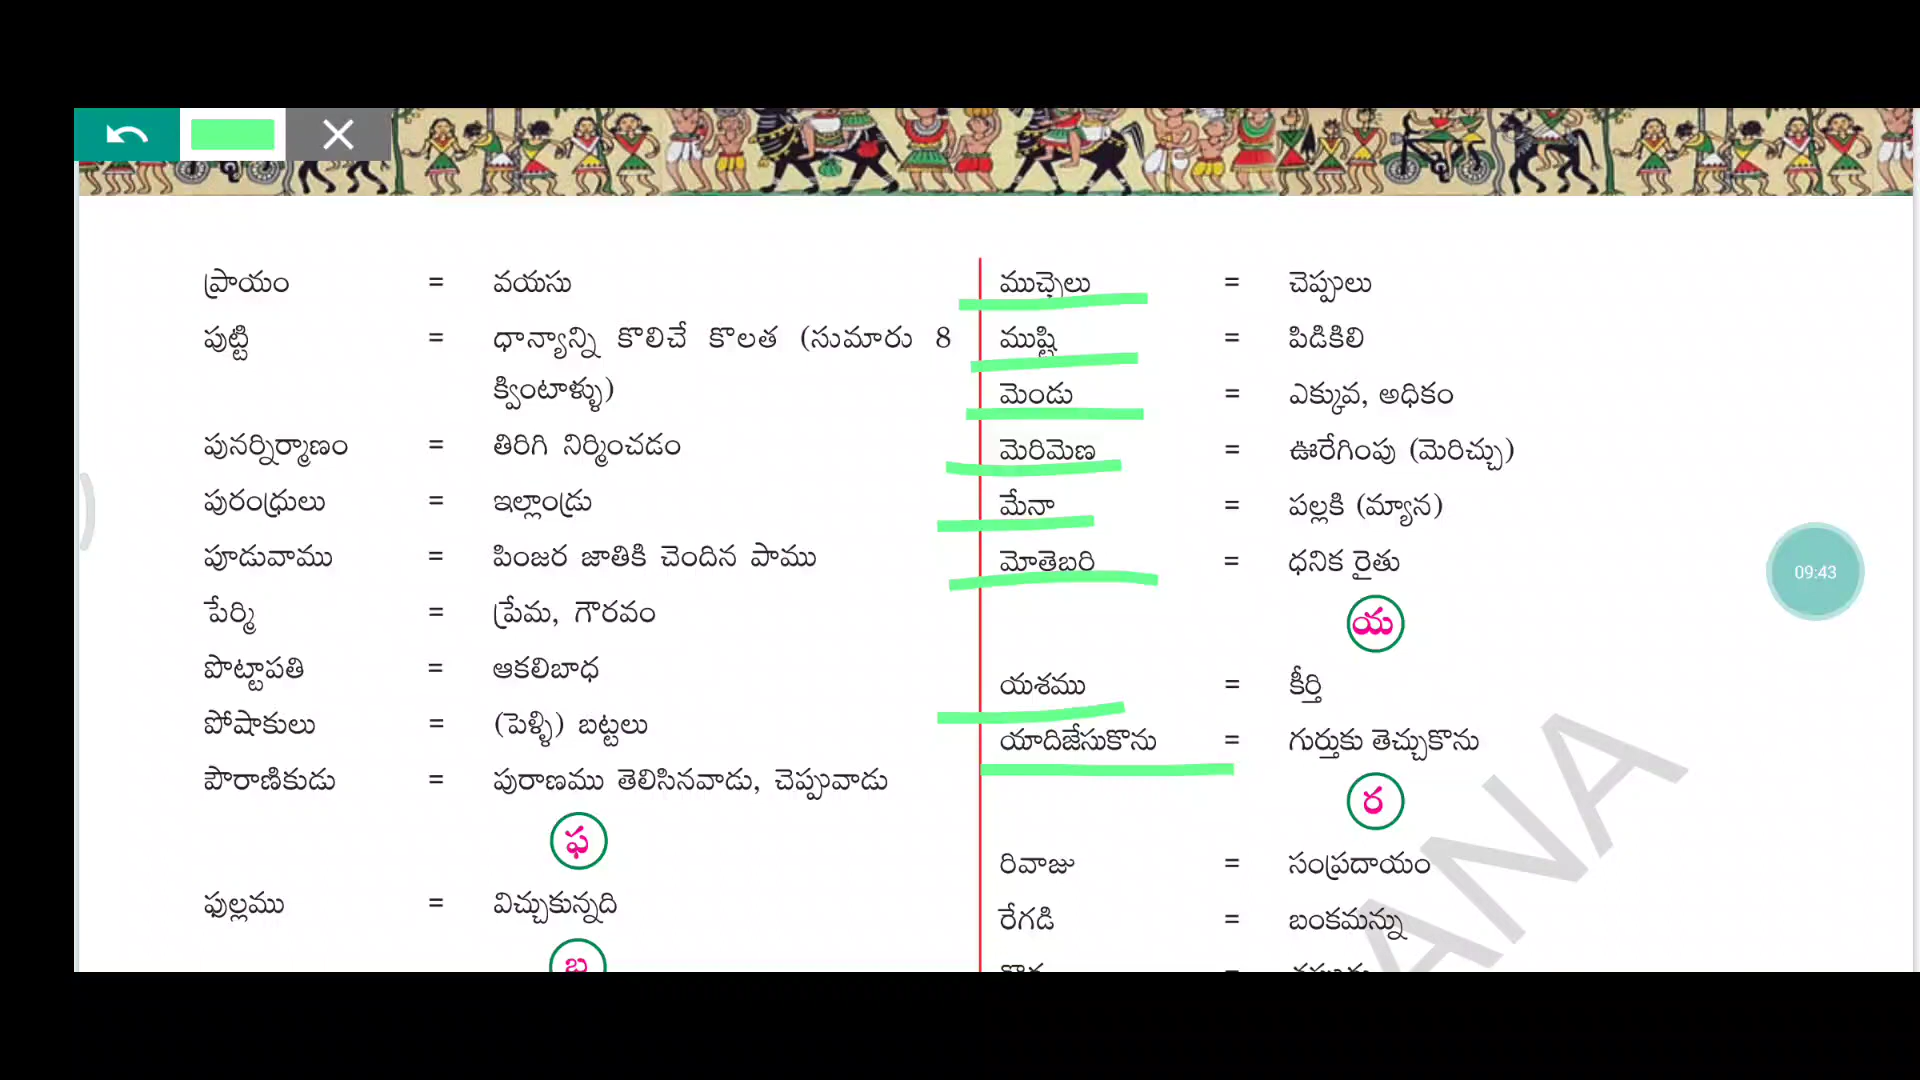 ప్రాయం = వయసు
పుట్టి = ధాన్యాన్ని కొలిచే కొలత (సుమారు 8
క్వింటాళ్ళు)
పునర్నిర్మాణం = తిరిగి నిర్మించడం
పురంధ్రులు = ఇల్లాండ్రు
పూడువాము = పింజర జాతికి చెందిన పాము
పేర్మి = ప్రేమ, గౌరవం
పొట్టాపతి = ఆకలిబాధ
పోషాకులు = (పెళ్ళి) బట్టలు
పౌరాణికుడు = పురాణము తెలిసినవాడు, చెప్పువాడు
ఫ
ఫుల్లము = విచ్చుకున్నది
బ
ముచ్చెలు = చెప్పులు
ముష్టి = పిడికిలి
మెండు = ఎక్కువ, అధికం
మెరిమెణ = ఊరేగింపు (మెరిచ్చు)
మేనా = పల్లకి (మ్యాన)
మోతెబరి = ధనిక రైతు
య
యశము = కీర్తి
యాదిజేసుకొను = గుర్తుకు తెచ్చుకొను
ర
రివాజు = సంప్రదాయం
రేగడి = బంకమన్ను
09:43
ANA